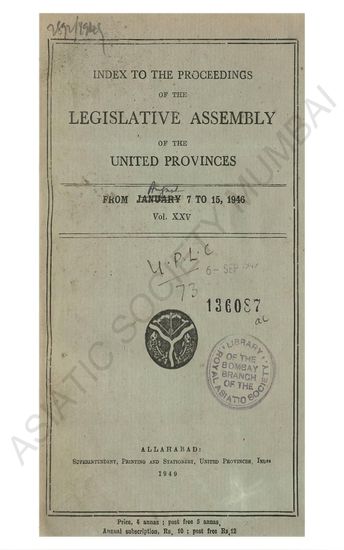 INDEX TO THE PROCEEDINGS
OF THE
LEGISLATIVE ASSEMBLY
OF THE
UNITED PROVINCES
August
FROM JANUARY 7 TO 15, 1946
Vol. XXV
U.P.L.C
73
6- SEP
136087
LIBRARY
OF THE
BOMBAY
BRANCH
OF THE
ROYAL ASIATIC SOCIETY
ALLAHABAD:
SUPERINTENDENT, PRINTING AND STATIONERY, UNITED PROVINCES, INDIA
1949
Price, 4 annas; post free 5 annas,
Annual subscription, Rs. 10; post free Rs.12
ASIATIC SOCIETY MUMBAI